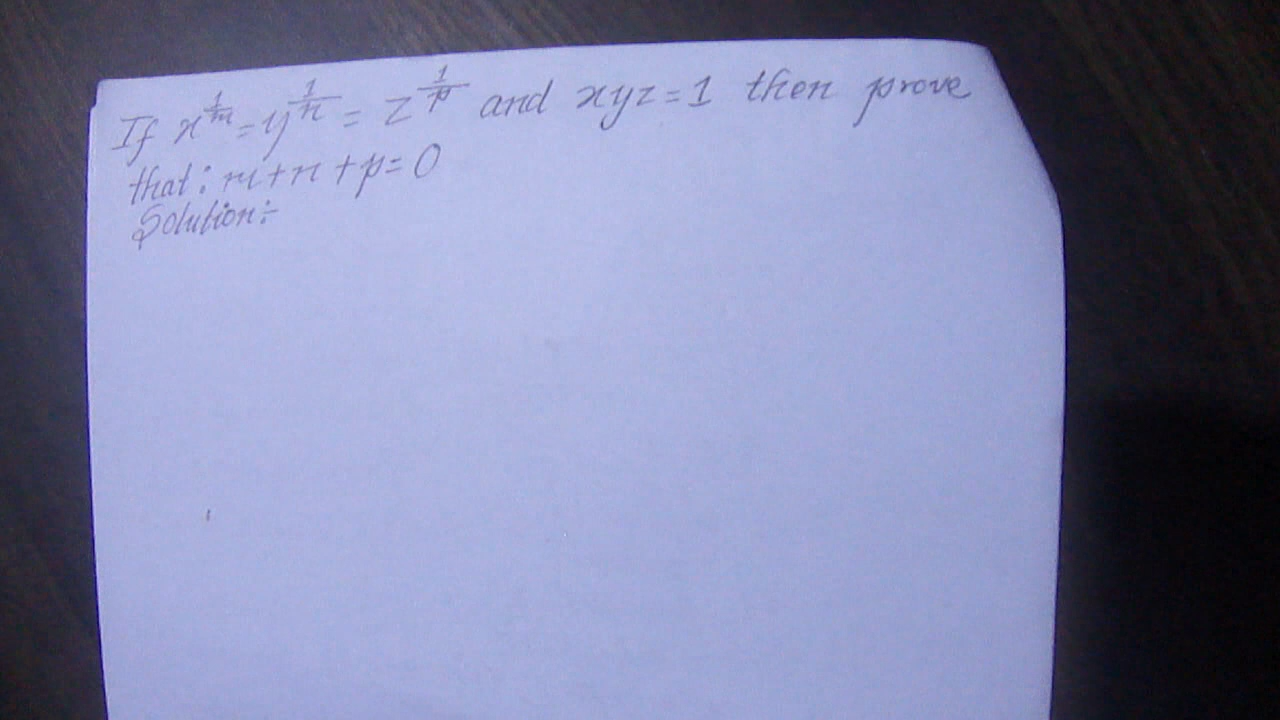 If x^{1/m} = y^{1/n} = z^{1/p} and xyz = 1 then prove
that: m + n + p = 0
Solution:-